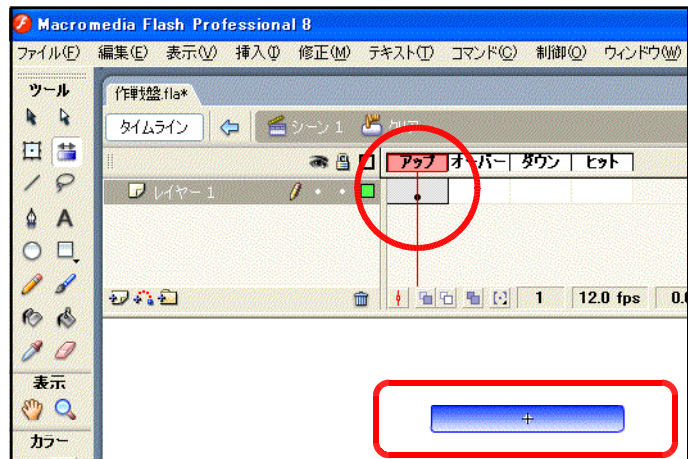 Macromedia Flash Professional 8
ファイル(F) 編集(E) 表示(V) 挿入(I) 修正(M) テキスト(T) コマンド(C) 制御(O) ウィンドウ(W)
ツール
作戦盤.fla*
タイムライン シーン 1 クリア
アップ オーバー ダウン ヒット
レイヤー 1
1 12.0 fps
表示
カラー